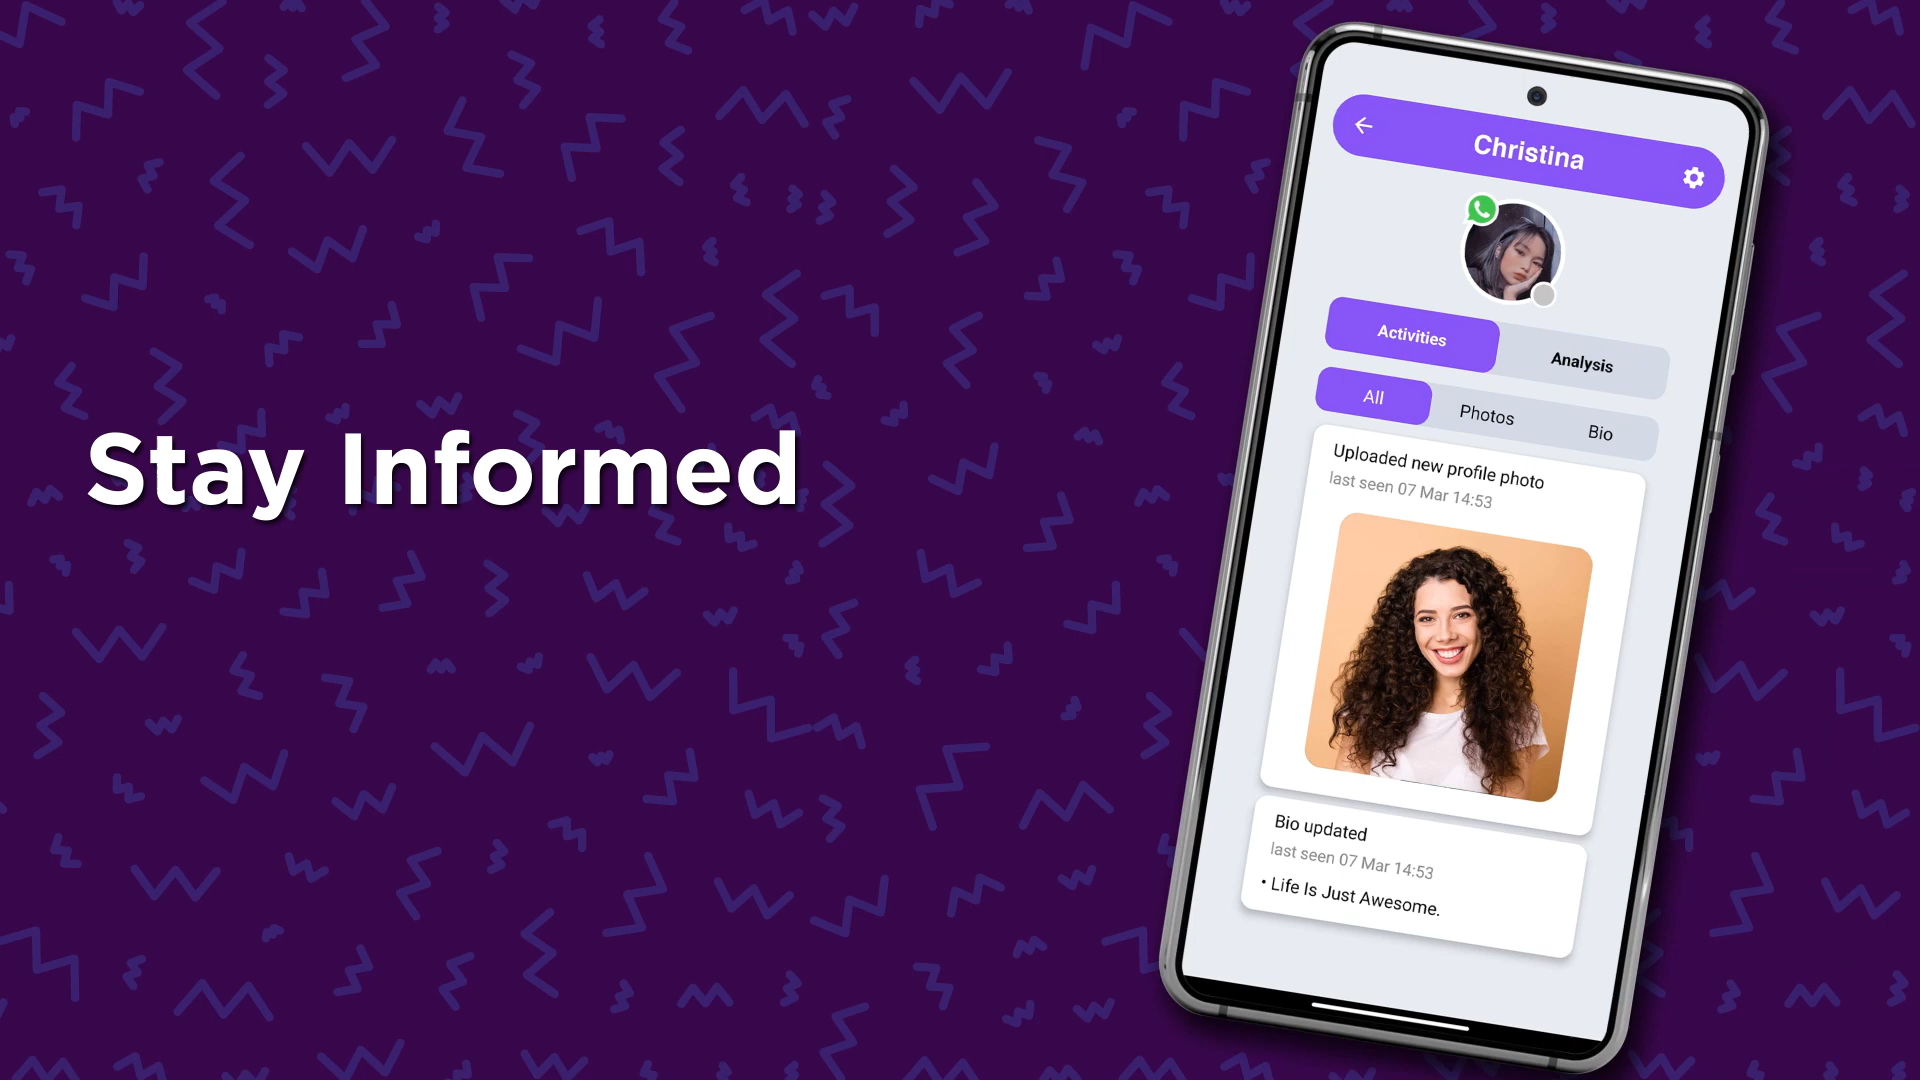 Stay Informed
Christina
Activities
Analysis
All
Photos
Bio
Uploaded new profile photo
last seen 07 Mar 14:53
Bio updated
last seen 07 Mar 14:53
• Life Is Just Awesome.